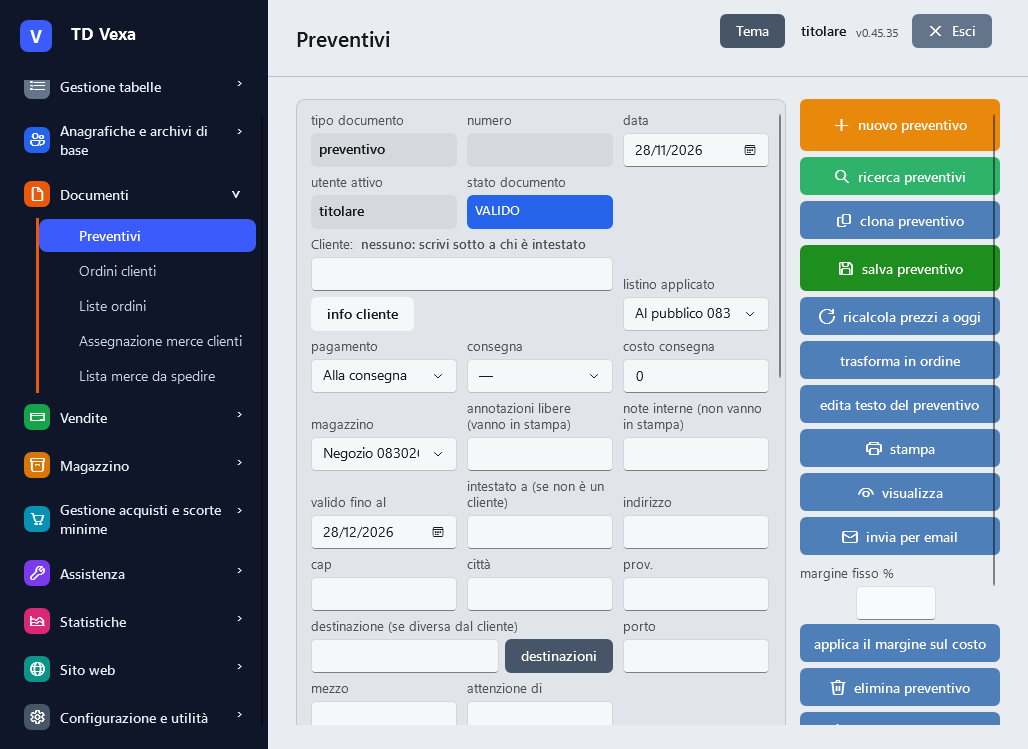 V
TD Vexa
Gestione tabelle
Anagrafiche e archivi di
base
Documenti
Preventivi
Ordini clienti
Liste ordini
Assegnazione merce clienti
Lista merce da spedire
Vendite
Magazzino
Gestione acquisti e scorte
minime
Assistenza
Statistiche
Sito web
Configurazione e utilità
Preventivi
Tema
titolare
v0.45.35
Esci
tipo documento
numero
data
preventivo
28/11/2026
utente attivo
stato documento
titolare
VALIDO
Cliente: nessuno: scrivi sotto a chi è intestato
listino applicato
info cliente
Al pubblico 083
pagamento
consegna
costo consegna
Alla consegna
—
0
magazzino
annotazioni libere
(vanno in stampa)
note interne (non vanno
in stampa)
Negozio 08302
valido fino al
intestato a (se non è un
cliente)
indirizzo
28/12/2026
cap
città
prov.
destinazione (se diversa dal cliente)
porto
destinazioni
mezzo
attenzione di
nuovo preventivo
ricerca preventivi
clona preventivo
salva preventivo
ricalcola prezzi a oggi
trasforma in ordine
edita testo del preventivo
stampa
visualizza
invia per email
margine fisso %
applica il margine sul costo
elimina preventivo